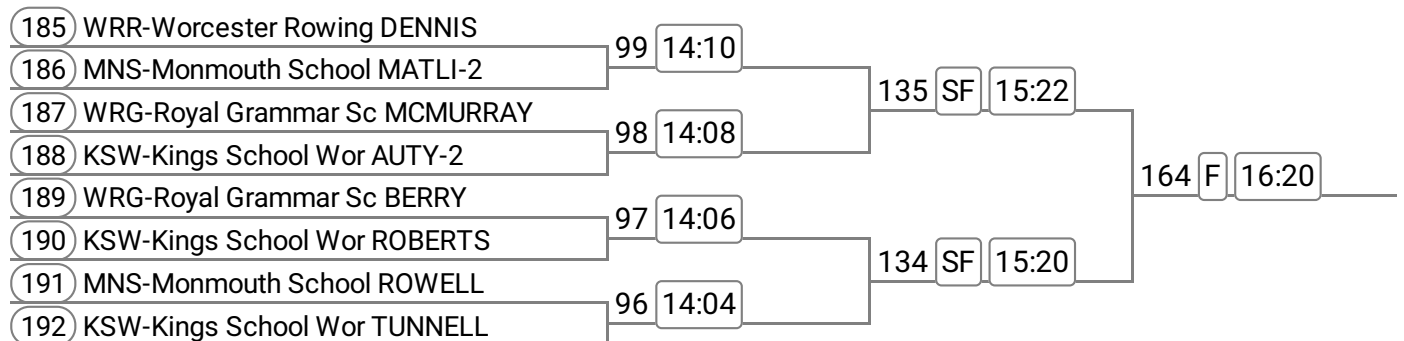 185 WRR-Worcester Rowing DENNIS
99 14:10
186 MNS-Monmouth School MATLI-2
135 SF 15:22
187 WRG-Royal Grammar Sc MCMURRAY
98 14:08
188 KSW-Kings School Wor AUTY-2
164 F 16:20
189 WRG-Royal Grammar Sc BERRY
97 14:06
190 KSW-Kings School Wor ROBERTS
134 SF 15:20
191 MNS-Monmouth School ROWELL
96 14:04
192 KSW-Kings School Wor TUNNELL